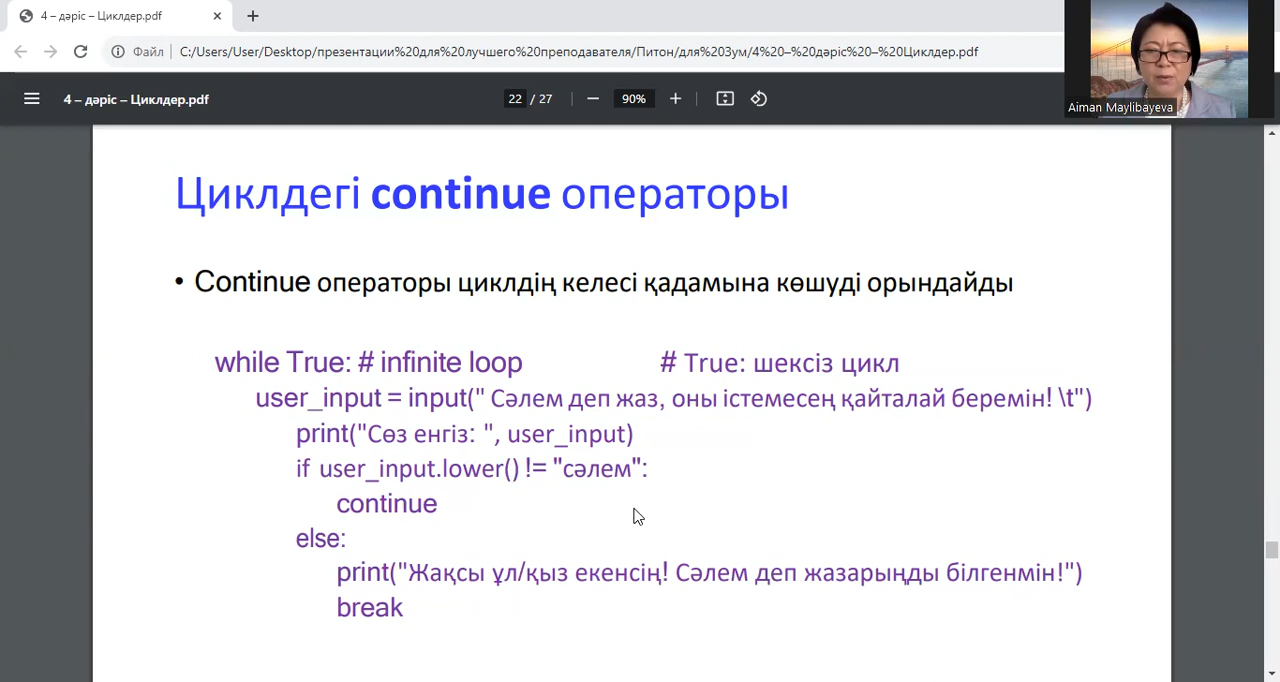 4 – дәріс – Циклдер.pdf
Файл C:/Users/User/Desktop/презентации%20для%20лучшего%20преподавателя/Питон/для%20зум/4%20–%20дәріс%20–%20Циклдер.pdf
4 – дәріс – Циклдер.pdf 22 / 27 90%
Aiman Maylibayeva
Циклдегі continue операторы
• Continue операторы циклдің келесі қадамына көшуді орындайды
while True: # infinite loop # True: шексіз цикл
user_input = input(" Сәлем деп жаз, оны істемесең қайталай беремін! \t")
print("Сөз енгіз: ", user_input)
if user_input.lower() != "сәлем":
continue
else:
print("Жақсы ұл/қыз екенсің! Сәлем деп жазарыңды білгенмін!")
break